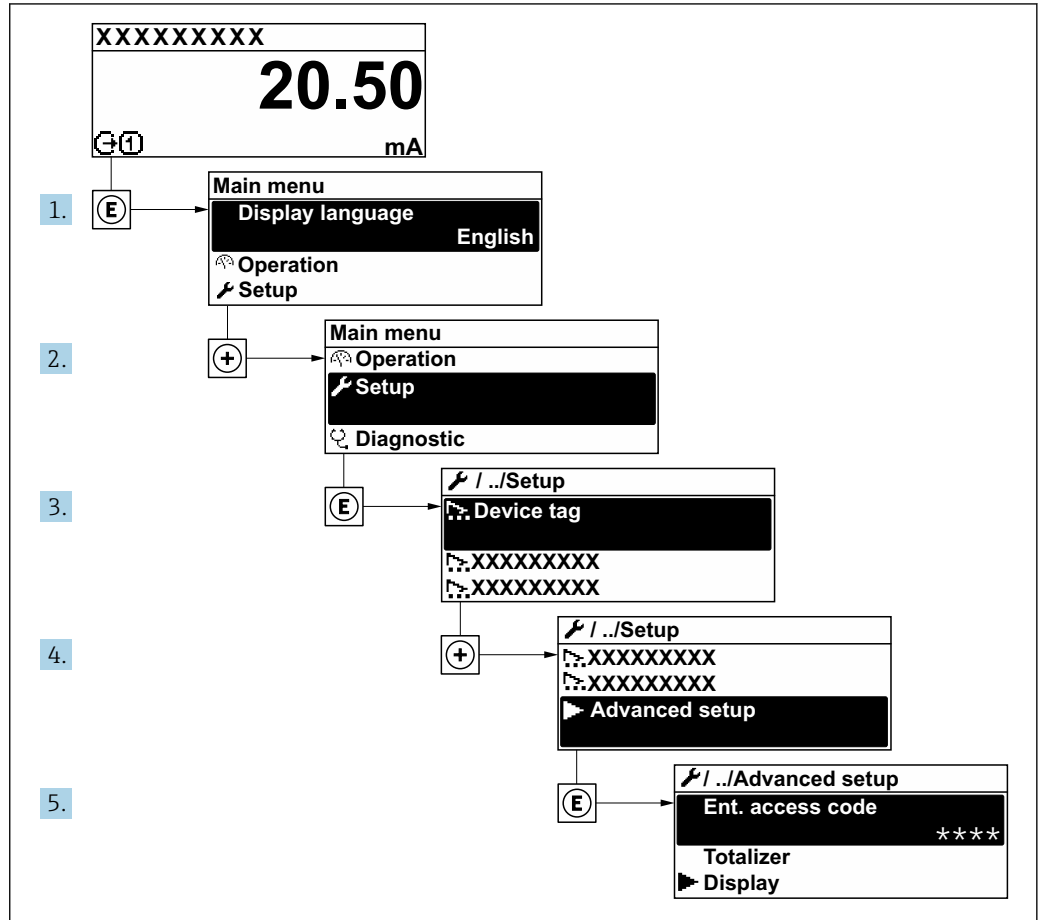 XXXXXXXXX
20.50
1 mA
1. E
Main menu
Display language
English
Operation
Setup
2. +
Main menu
Operation
Setup
Diagnostic
3. E
/ ../Setup
Device tag
XXXXXXXXX
XXXXXXXXX
4. +
/ ../Setup
XXXXXXXXX
XXXXXXXXX
Advanced setup
5. E
/ ../Advanced setup
Ent. access code
****
Totalizer
Display